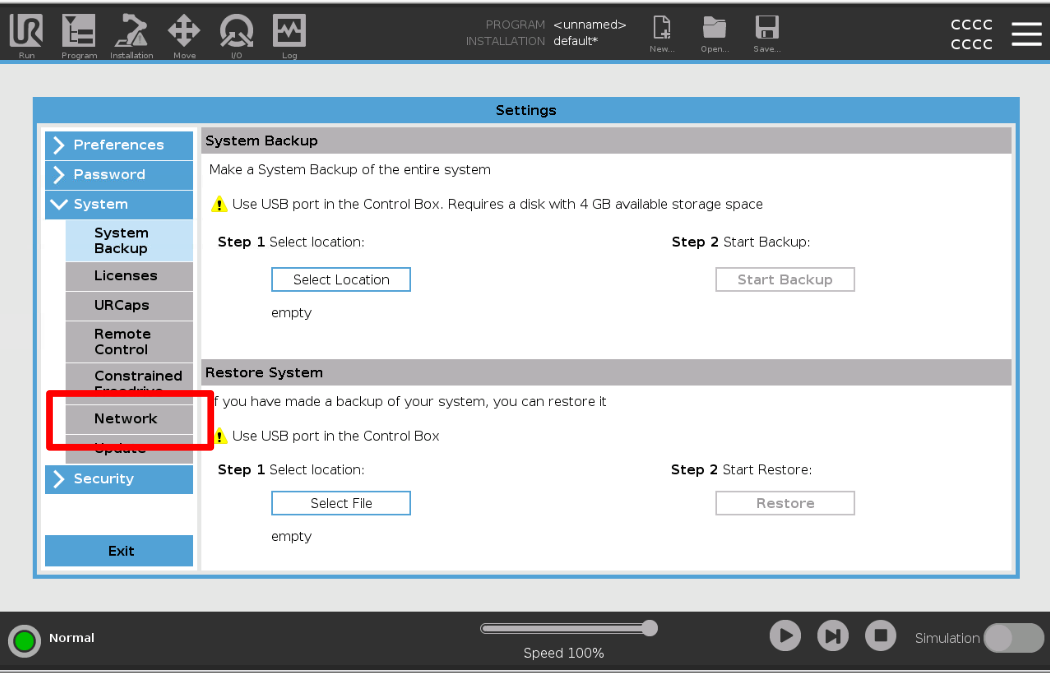 PROGRAM <unnamed>
INSTALLATION default*
CCCC
CCCC
Run Program Installation Move I/O Log New... Open... Save...
Settings
Preferences
Password
System
System
Backup
Licenses
URCaps
Remote
Control
Constrained
Freedrive
Network
Update
Security
Exit
System Backup
Make a System Backup of the entire system
Use USB port in the Control Box. Requires a disk with 4 GB available storage space
Step 1 Select location: Step 2 Start Backup:
Select Location Start Backup
empty
Restore System
If you have made a backup of your system, you can restore it
Use USB port in the Control Box
Step 1 Select location: Step 2 Start Restore:
Select File Restore
empty
Normal
Speed 100%
Simulation